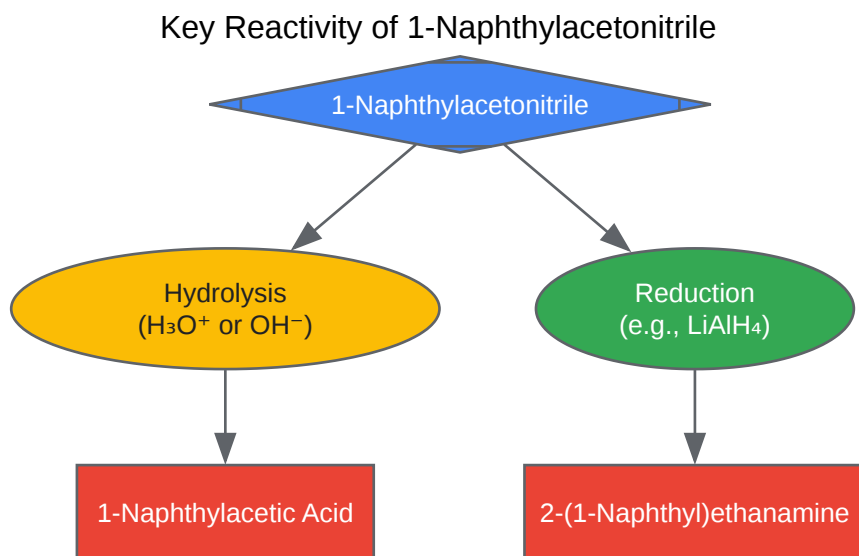 Key Reactivity of 1-Naphthylacetonitrile
1-Naphthylacetonitrile
Hydrolysis
(H₃O⁺ or OH⁻)
Reduction
(e.g., LiAlH₄)
1-Naphthylacetic Acid
2-(1-Naphthyl)ethanamine